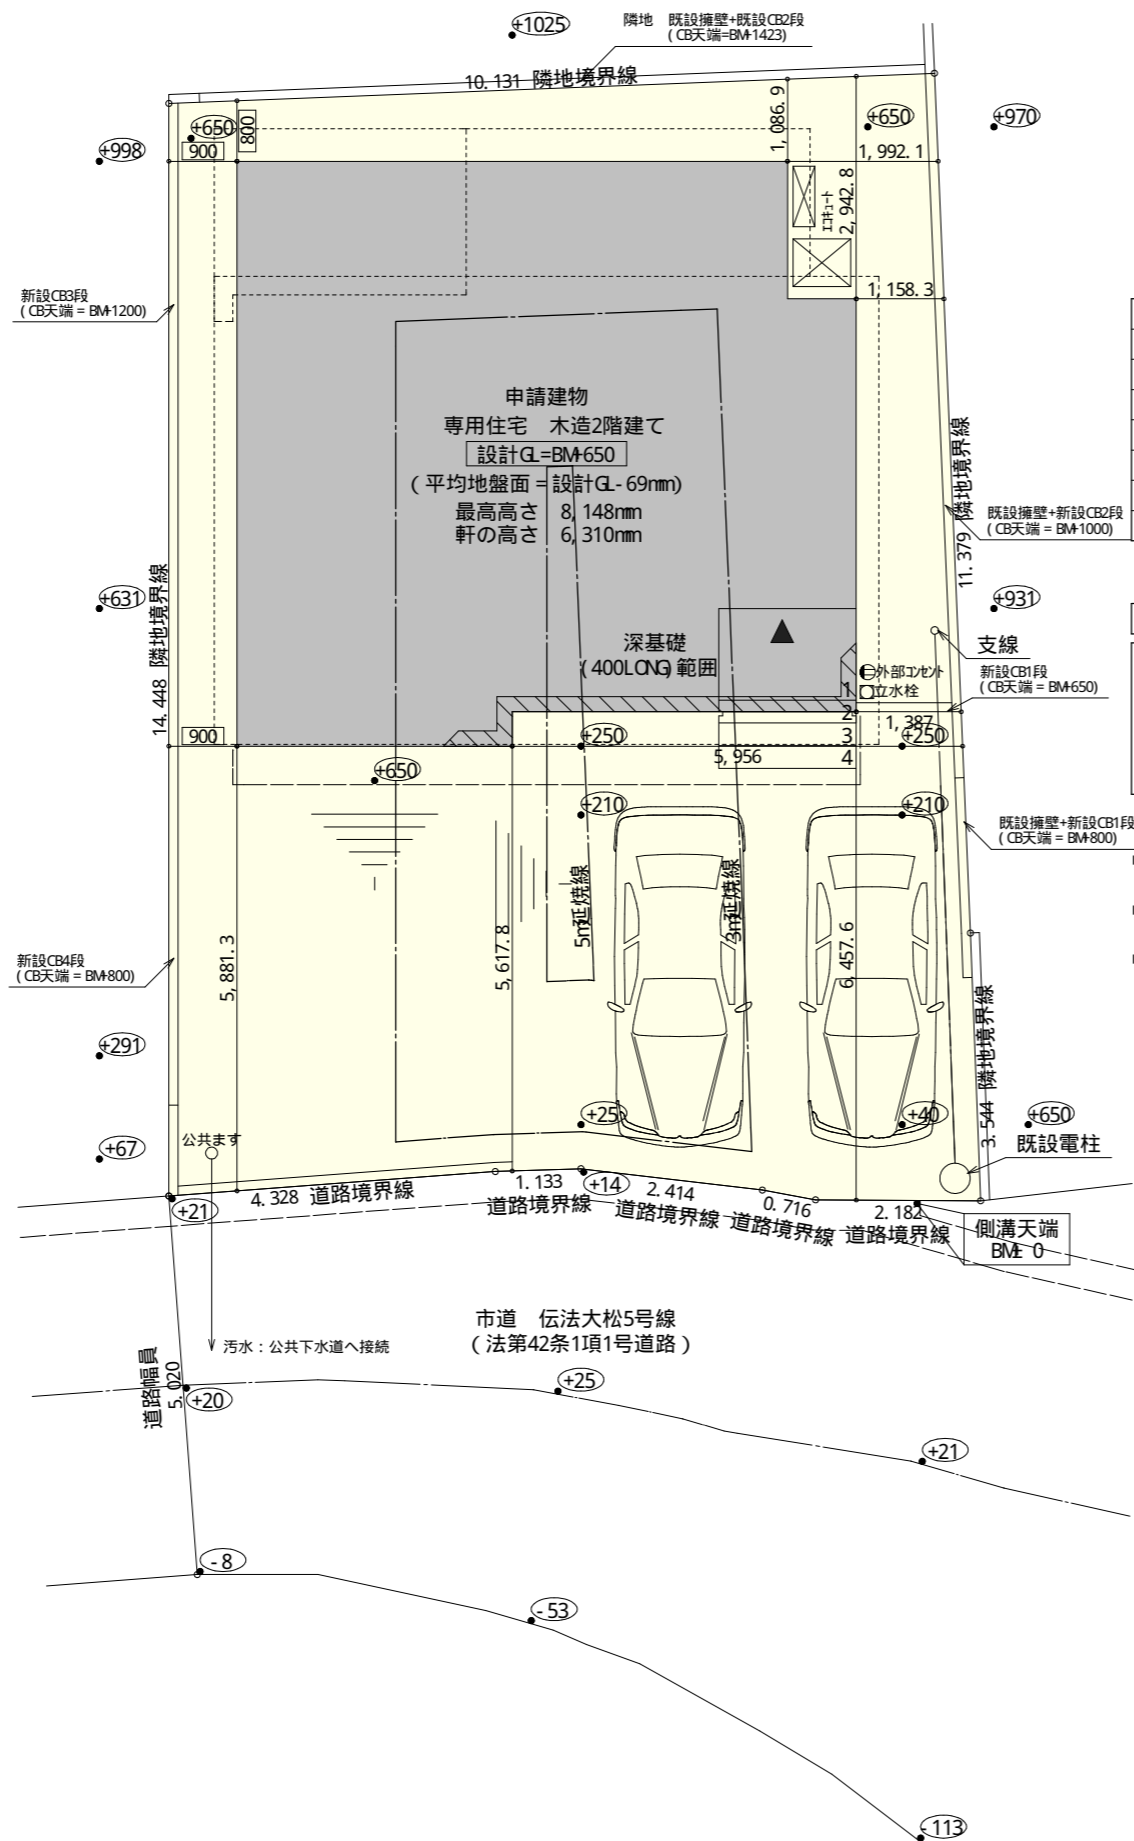 +1025
隣地　既設擁壁+既設CB2段
( CB天端=BM+1423)
10. 131 隣地境界線
+650
800
900
+998
1, 086. 9
+650
+970
1, 992. 1
エコキュート
2, 942. 8
1, 158. 3
新設CB3段
( CB天端 = BM+1200)
申請建物
専用住宅　木造2階建て
設計GL=BM+650
( 平均地盤面 = 設計GL- 69mm)
最高高さ　8, 148mm
軒の高さ　6, 310mm
11. 379 隣地境界線
既設擁壁+新設CB2段
( CB天端 = BM+1000)
+631
+931
14. 448 隣地境界線
深基礎
( 400LONG) 範囲
支線
外部コンセント
立水栓
新設CB1段
( CB天端 = BM+650)
1
2
3
4
1, 387
900
+250
+250
5, 956
+650
+210
+210
既設擁壁+新設CB1段
( CB天端 = BM+800)
5m延焼線
3m延焼線
5, 881. 3
5, 617. 8
6, 457. 6
新設CB4段
( CB天端 = BM+800)
+291
3. 544 隣地境界線
+25
+40
+650
公共ます
+67
既設電柱
+21
4. 328 道路境界線
1. 133
道路境界線
+14
2. 414
道路境界線
0. 716
道路境界線
2. 182
道路境界線
側溝天端
BM± 0
市道　伝法大松5号線
( 法第42条1項1号道路 )
汚水 : 公共下水道へ接続
道路幅員
5. 020
+20
+25
+21
- 8
- 53
- 113